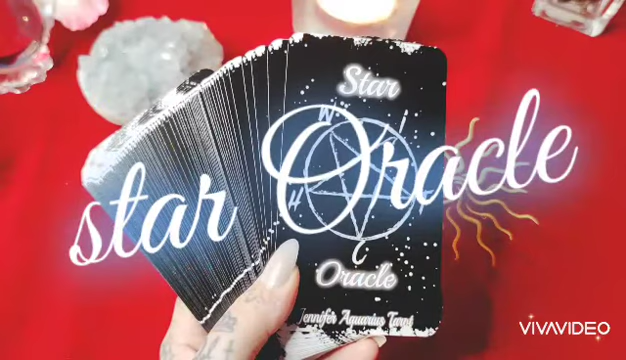 Star
star Oracle
Oracle
Jennifer Aquarius Tarot
VIVAVIDEO